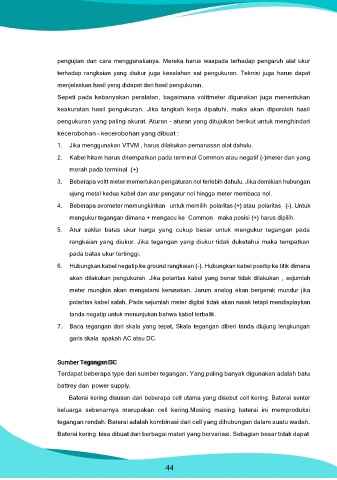 pengujian dan cara menggunakanya. Mereka harus waspada terhadap pengaruh alat ukur
terhadap rangkaian yang diukur juga kesalahan saat pengukuran. Teknisi juga harus dapat
menjelaskan hasil yang didapat dari hasil pengukuran.
Seperti pada kebanyakan peralatan, bagaimana voltmeter digunakan juga menentukan
keakuratan hasil pengukuran. Jika langkah kerja dipatuhi, maka akan diperoleh hasil
pengukuran yang paling akurat. Aturan – aturan yang ditujukan berikut untuk menghindari
kecerobohan – kecerobohan yang dibuat :
1. Jika menggunakan VTVM , harus dilakukan pemanasan alat dahulu.
2. Kabel hitam harus ditempatkan pada terminal Common atau negatif (-)meter dan yang
merah pada terminal (+)
3. Beberapa volt meter memerlukan pengaturan nol terlebih dahulu. Jika demikian hubungan
ujung metal kedua kabel dan atur pengatur nol hingga meter membaca nol.
4. Beberapa avometer memungkinkan untuk memilih polaritas (+) atau polaritas (-). Untuk
mengukur tegangan dimana + mengacu ke Common maka posisi (+) harus dipilih.
5. Atur saklar batas ukur harga yang cukup besar untuk mengukur tegangan pada
rangkaian yang diukur. Jika tegangan yang diukur tidak duketahui maka tempatkan
pada batas ukur tertinggi.
6. Hubungkan kabel negatip ke ground rangkaian (-). Hubungkan kabel positip ke titik dimana
akan dilakukan pengukuran. Jika polaritas kabel yang benar tidak dilakukan , sejumlah
meter mungkin akan mengalami kerusakan. Jarum analog akan bergerak mundur jika
polaritas kabel salah. Pada sejumlah meter digital tidak akan rusak tetapi mendisplaykan
tanda negatip untuk menunjukan bahwa kabel terbalik.
7. Baca tegangan dari skala yang tepat. Skala tegangan diberi tanda diujung lengkungan
garis skala apakah AC atau DC.
Sumber Tegangan DC
Terdapat beberapa type dari sumber tegangan. Yang paling banyak digunakan adalah batu
battrey dan power supply.
Baterai kering disusun dari beberapa cell utama yang disebut cell kering. Baterai senter
keluarga sebenarnya merupakan cell kering.Masing masing baterai ini memproduksi
tegangan rendah. Baterai adalah kombinasi dari cell yang dihubungan dalam suatu wadah.
Baterai kering bisa dibuat dari berbagai materi yang bervariasi. Sebagian besar tidak dapat
44